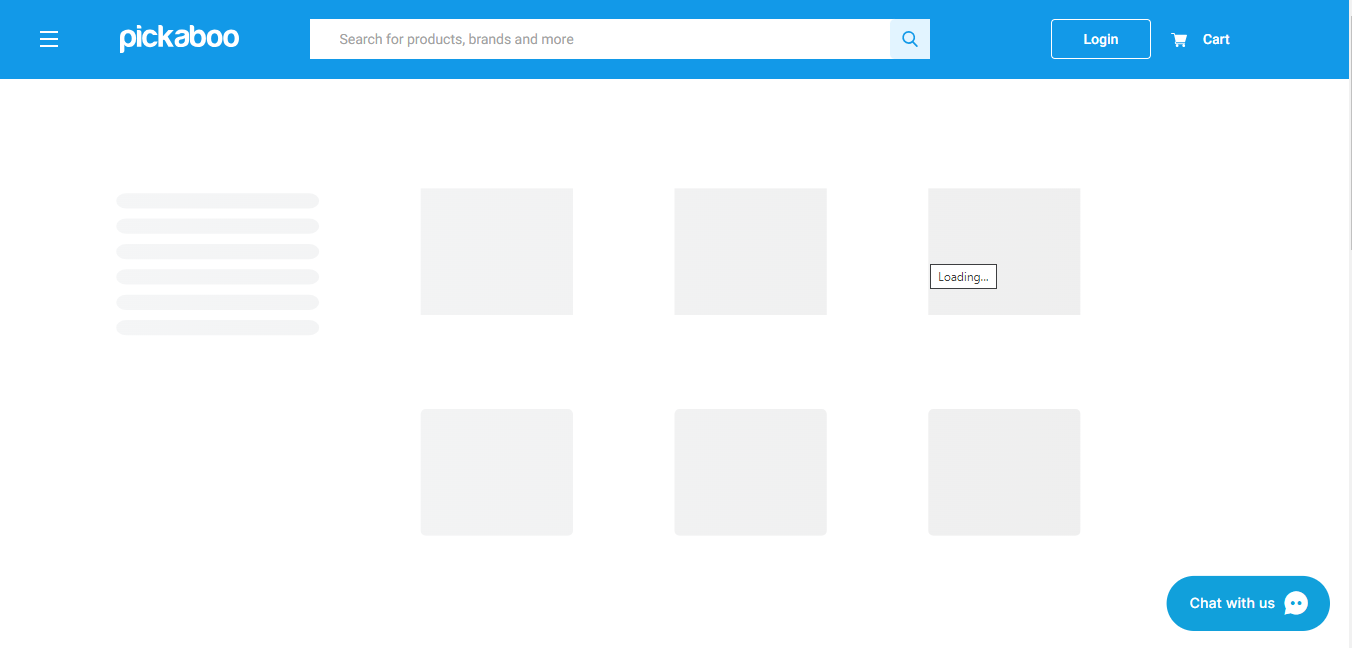 pickaboo
Search for products, brands and more
Login
Cart
Loading...
Chat with us